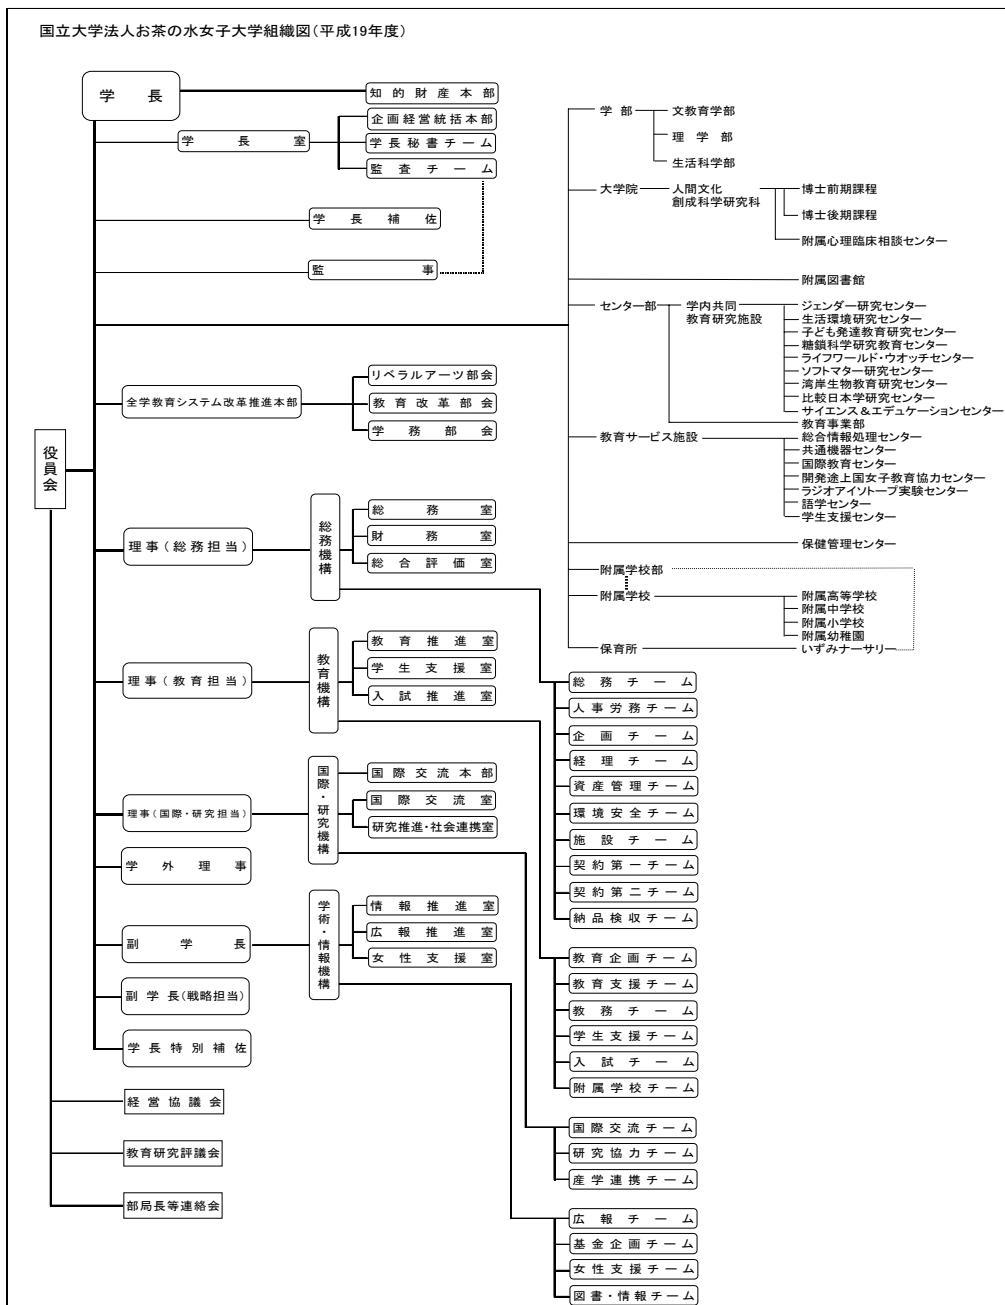 国立大学法人お茶の水女子大学組織図(平成19年度)
学長
知的財産本部
学長室
企画経営統括本部
学長秘書チーム
監査チーム
学長補佐
監事
全学教育システム改革推進本部
リベラルアーツ部会
教育改革部会
学務部会
役員会
理事(総務担当)
総務機構
総務室
財務室
総合評価室
理事(教育担当)
教育機構
教育推進室
学生支援室
入試推進室
理事(国際・研究担当)
国際・研究機構
国際交流本部
国際交流室
研究推進・社会連携室
学外理事
副学長
学術・情報機構
情報推進室
広報推進室
女性支援室
副学長(戦略担当)
学長特別補佐
経営協議会
教育研究評議会
部局長等連絡会
学部
文教育学部
理学部
生活科学部
大学院
人間文化
創成科学研究科
博士前期課程
博士後期課程
附属心理臨床相談センター
附属図書館
センター部
学内共同
教育研究施設
ジェンダー研究センター
生活環境研究センター
子ども発達教育研究センター
糖鎖科学研究教育センター
ライフワールド・ウオッチセンター
ソフトマター研究センター
湾岸生物教育研究センター
比較日本学研究センター
サイエンス&エデュケーションセンター
教育事業部
教育サービス施設
総合情報処理センター
共通機器センター
国際教育センター
開発途上国女子教育協力センター
ラジオアイソトープ実験センター
語学センター
学生支援センター
保健管理センター
附属学校部
附属学校
附属高等学校
附属中学校
附属小学校
附属幼稚園
保育所
いずみナーサリー
総務チーム
人事労務チーム
企画チーム
経理チーム
資産管理チーム
環境安全チーム
施設チーム
契約第一チーム
契約第二チーム
納品検収チーム
教育企画チーム
教育支援チーム
教務チーム
学生支援チーム
入試チーム
附属学校チーム
国際交流チーム
研究協力チーム
産学連携チーム
広報チーム
基金企画チーム
女性支援チーム
図書・情報チーム